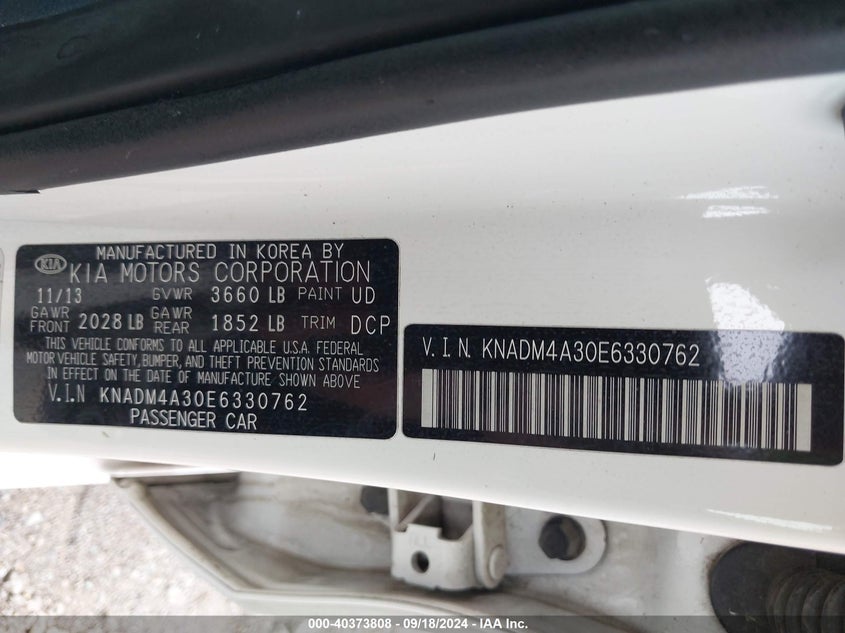 MANUFACTURED IN KOREA BY
KIA KIA MOTORS CORPORATION
11/13 GVWR 3660 LB PAINT UD
GAWR FRONT 2028 LB GAWR REAR 1852 LB TRIM DCP
THIS VEHICLE CONFORMS TO ALL APPLICABLE U.S.A. FEDERAL
MOTOR VEHICLE SAFETY, BUMPER, AND THEFT PREVENTION STANDARDS
IN EFFECT ON THE DATE OF MANUFACTURE SHOWN ABOVE
V.I.N KNADM4A30E6330762
PASSENGER CAR
V.I.N. KNADM4A30E6330762
000-40373808 - 09/18/2024 - IAA Inc.